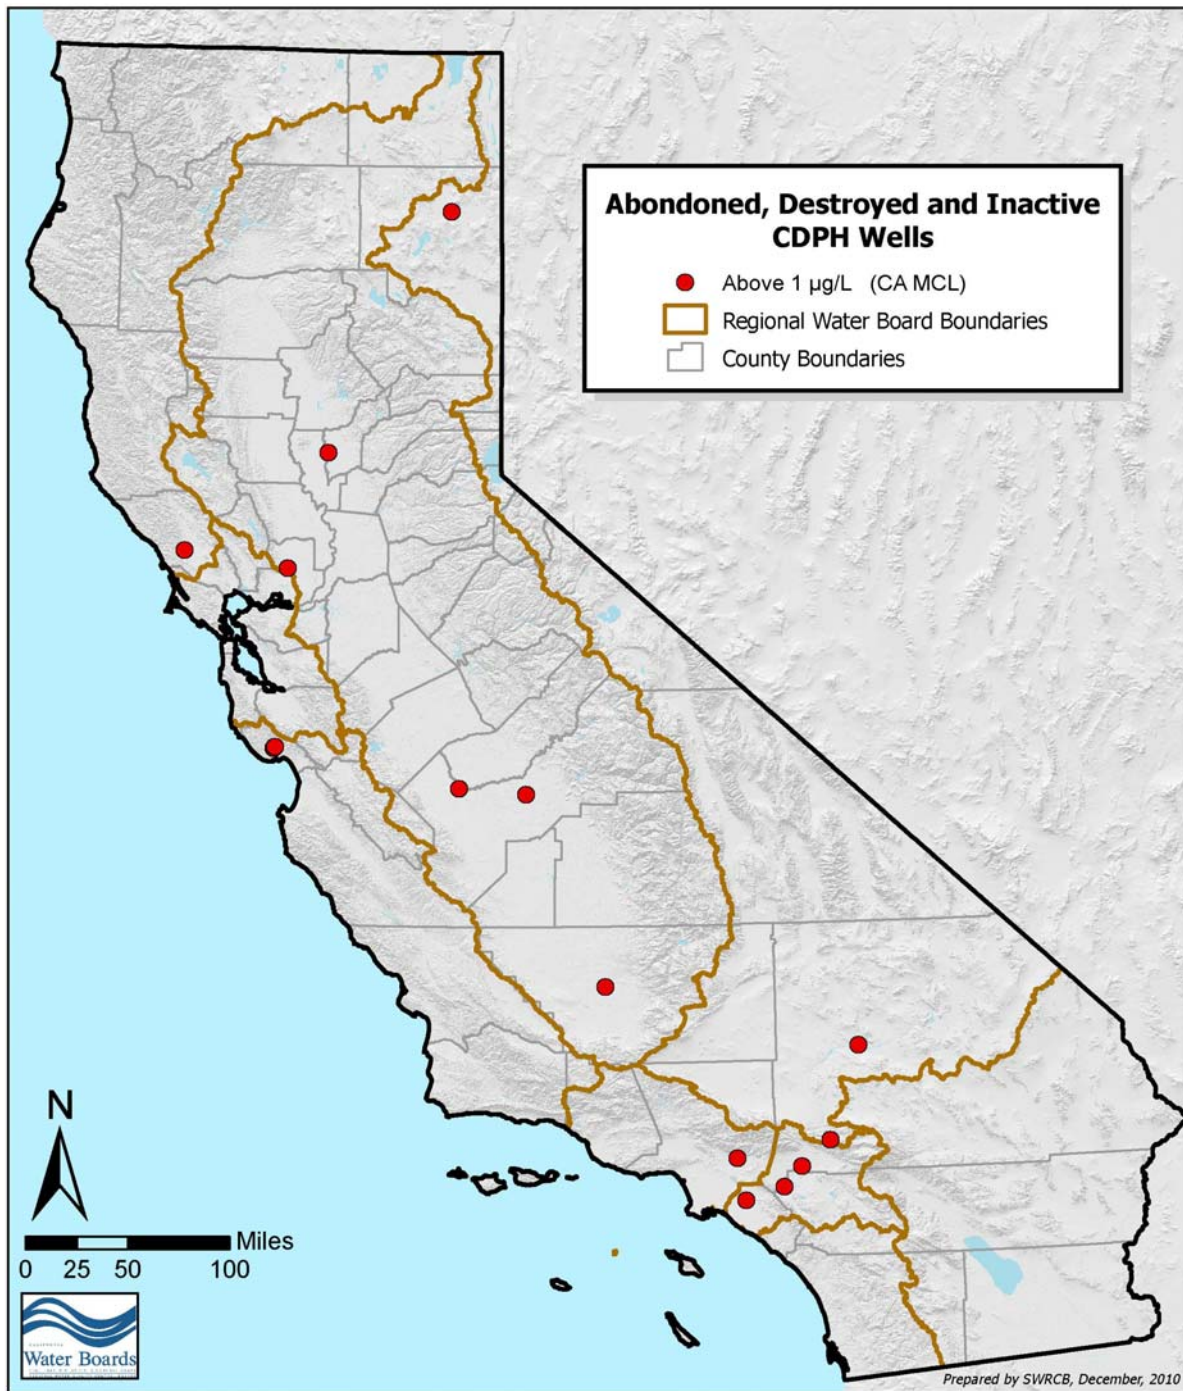 Abondoned, Destroyed and Inactive
CDPH Wells
Above 1 µg/L (CA MCL)
Regional Water Board Boundaries
County Boundaries
N
Miles
0 25 50 100
CALIFORNIA
Water Boards
Prepared by SWRCB, December, 2010